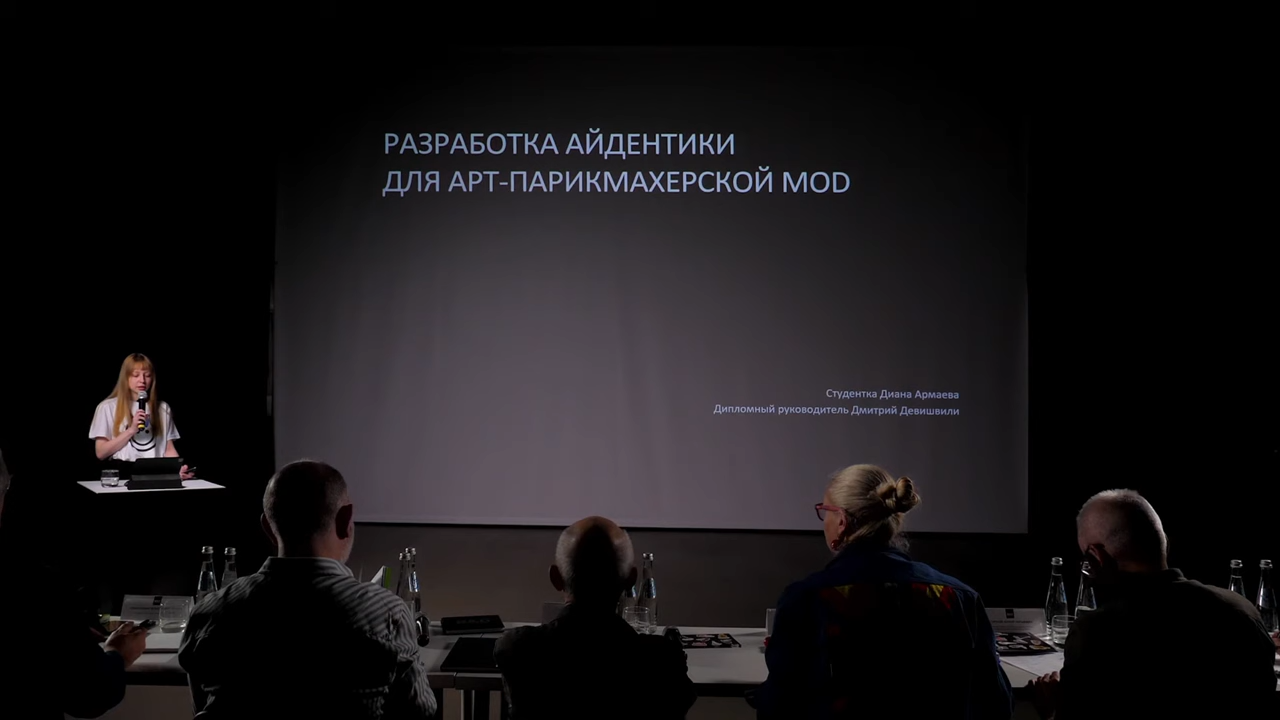 РАЗРАБОТКА АЙДЕНТИКИ
ДЛЯ АРТ-ПАРИКМАХЕРСКОЙ MOD
Студентка Диана Армаева
Дипломный руководитель Дмитрий Девишвили